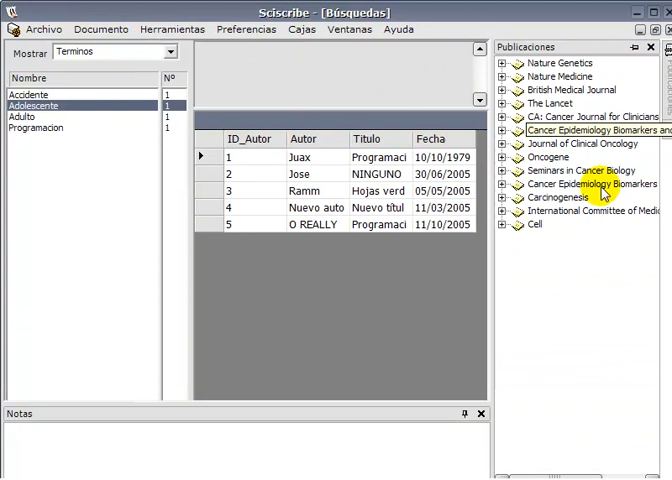 Sciscribe - [Búsquedas]
Archivo Documento Herramientas Preferencias Cajas Ventanas Ayuda
Mostrar Terminos
Nombre Nº
Accidente 1
Adolescente 1
Adulto 1
Programacion 1
ID_Autor Autor Titulo Fecha
1 Juax Programaci 10/10/1979
2 Jose NINGUNO 30/06/2005
3 Ramm Hojas verd 05/05/2005
4 Nuevo auto Nuevo títul 11/03/2005
5 O REALLY Programaci 11/10/2005
Publicaciones
Nature Genetics
Nature Medicine
British Medical Journal
The Lancet
CA: Cancer Journal for Clinicians
Cancer Epidemiology Biomarkers and
Journal of Clinical Oncology
Oncogene
Seminars in Cancer Biology
Cancer Epidemiology Biomarkers
Carcinogenesis
International Committee of Medic
Cell
Publicaciones
Notas